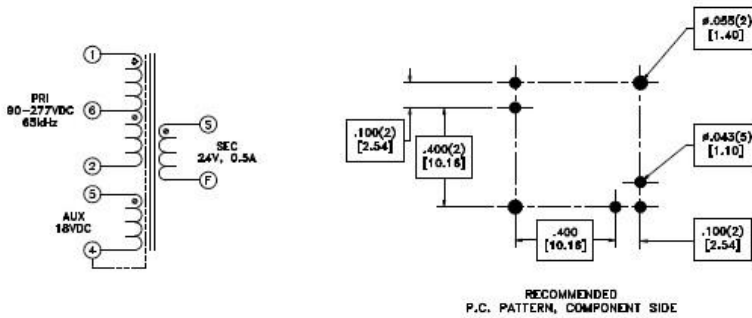 1
PRI
90-277VDC
65kHz
6
2
5
AUX
18VDC
4
S
SEC
24V, 0.5A
F
ø.055(2)
[1.40]
.100(2)
[2.54]
.400(2)
[10.16]
ø.043(5)
[1.10]
.400
[10.16]
.100(2)
[2.54]
RECOMMENDED
P.C. PATTERN, COMPONENT SIDE